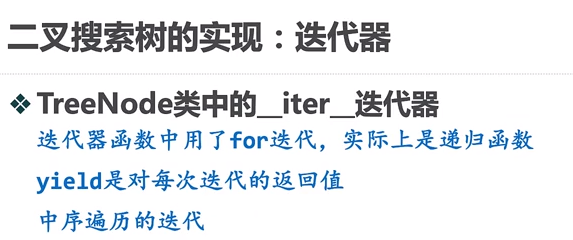 二叉搜索树的实现：迭代器
❖TreeNode类中的__iter__迭代器
迭代器函数中用了for迭代，实际上是递归函数
yield是对每次迭代的返回值
中序遍历的迭代